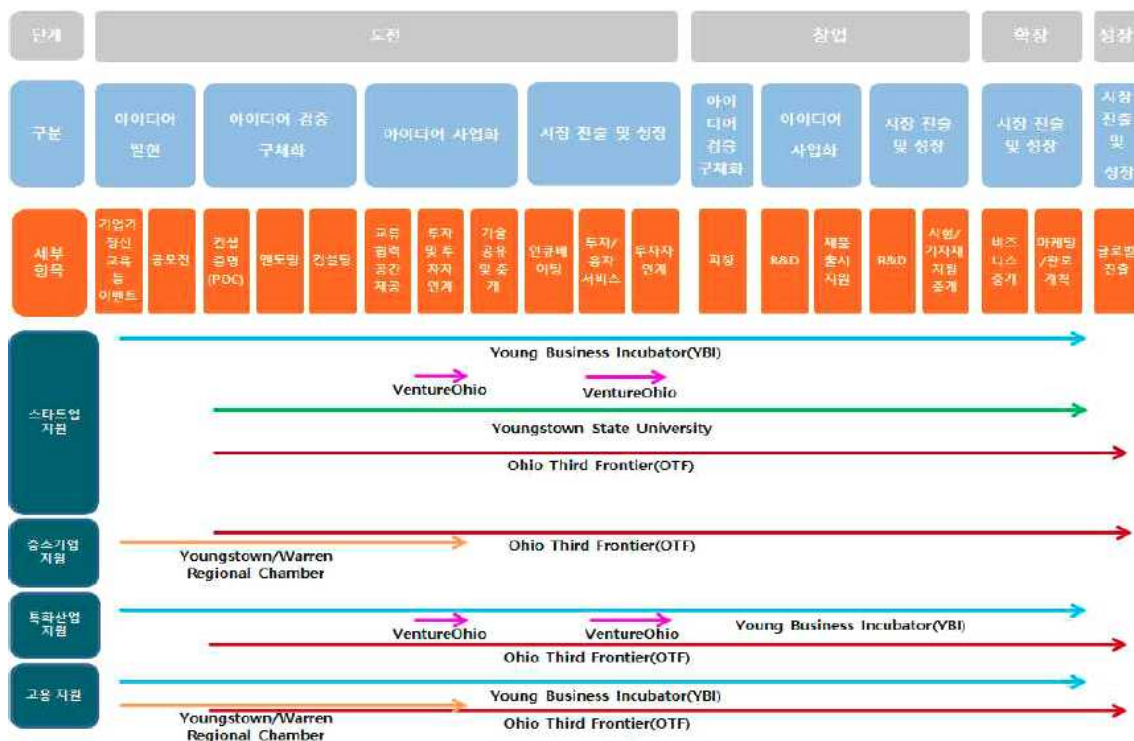 단계
도전
창업
확장
성장
구분
아이디어
발현
아이디어 검증
구체화
아이디어 사업화
시장 진출 및 성장
아이
디어
검증
구체화
아이디어
사업화
시장 진출
및 성장
시장 진출
및 성장
시장
진출
및
성장
세부
항목
기업가
정신
교육
등
이벤트
공모전
컨셉
증명
(POC)
멘토링
컨설팅
교류
협력
공간
제공
투자
및 투
자자
연계
기술
공유
및 중
개
인큐베
이팅
투자/
융자
서비스
투자자
연계
피칭
R&D
제품
출시
지원
R&D
시험/
기자재
지원
중개
비즈
니스
중개
마케팅
/판로
개척
글로벌
진출
스타트업
지원
Young Business Incubator(YBI)
VentureOhio
VentureOhio
Youngstown State University
Ohio Third Frontier(OTF)
중소기업
지원
Ohio Third Frontier(OTF)
Youngstown/Warren
Regional Chamber
특화산업
지원
VentureOhio
VentureOhio
Young Business Incubator(YBI)
Ohio Third Frontier(OTF)
고용 지원
Young Business Incubator(YBI)
Youngstown/Warren
Regional Chamber
Ohio Third Frontier(OTF)